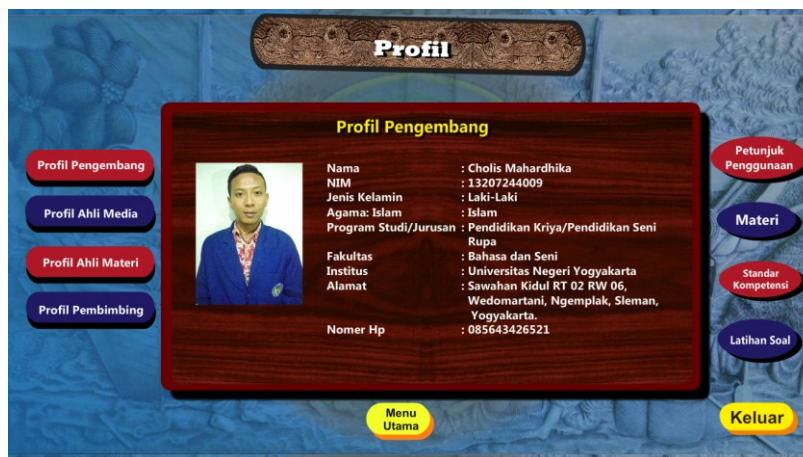 Profil
Profil Pengembang
Nama : Cholis Mahardhika
NIM : 13207244009
Jenis Kelamin : Laki-Laki
Agama: Islam : Islam
Program Studi/Jurusan : Pendidikan Kriya/Pendidikan Seni
Rupa
Fakultas : Bahasa dan Seni
Institus : Universitas Negeri Yogyakarta
Alamat : Sawahan Kidul RT 02 RW 06,
Wedomartani, Ngemplak, Sleman,
Yogyakarta.
Nomer Hp : 085643426521
Profil Pengembang
Profil Ahli Media
Profil Ahli Materi
Profil Pembimbing
Petunjuk
Penggunaan
Materi
Standar
Kompetensi
Latihan Soal
Menu
Utama
Keluar